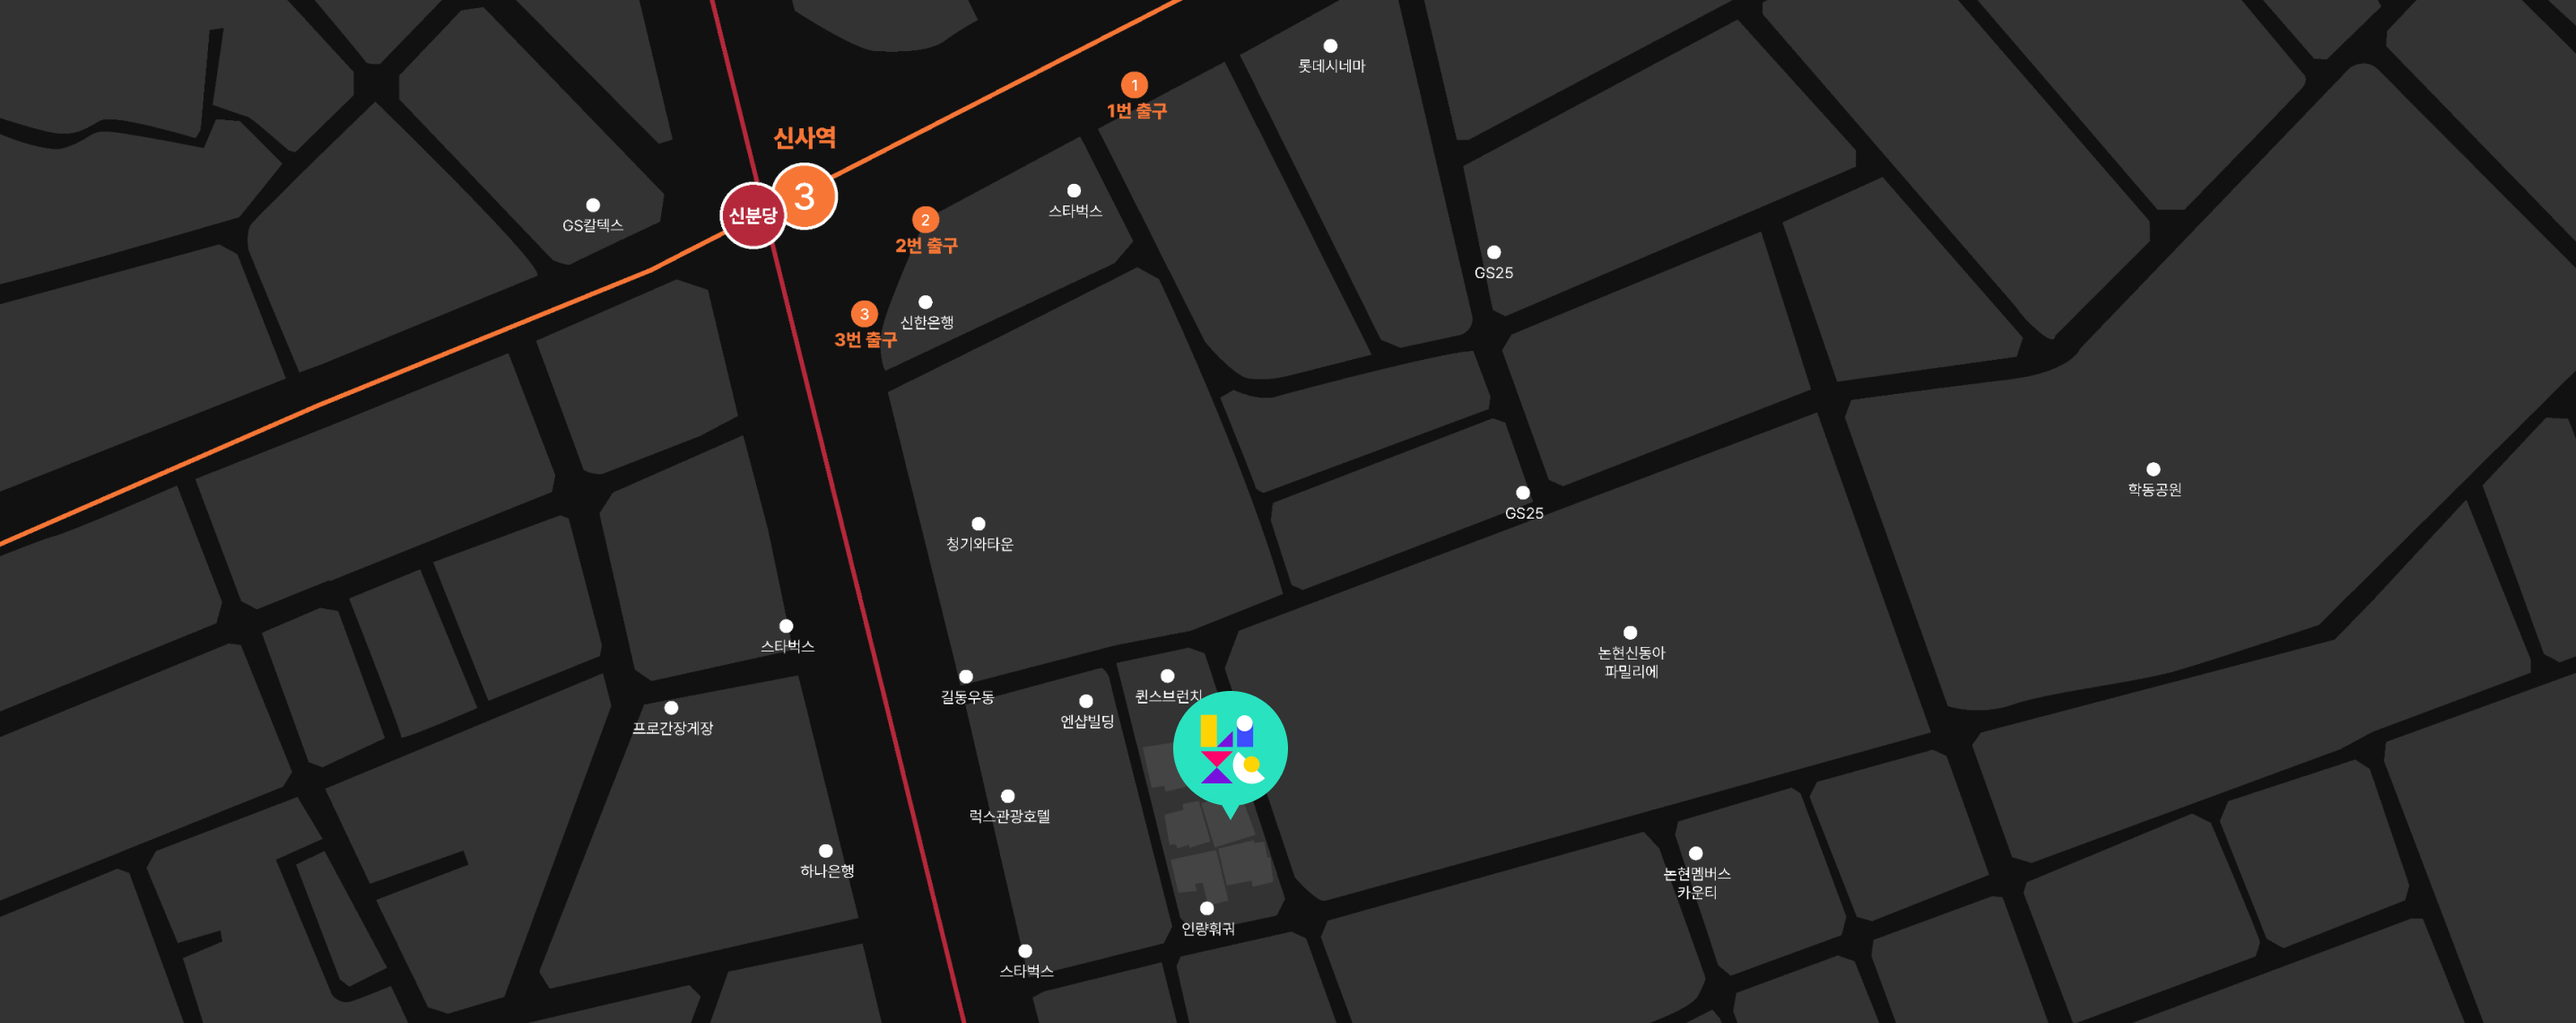 롯데시네마
1
1번 출구
신사역
3
신분당
스타벅스
GS칼텍스
2
2번 출구
GS25
3
3번 출구
신한은행
학동공원
GS25
청기와타운
스타벅스
논현신동아
파밀리에
길동우동
퀸스브런치
엔샵빌딩
프로간장게장
럭스관광호텔
하나은행
논현멤버스
카운티
인량훠궈
스타벅스